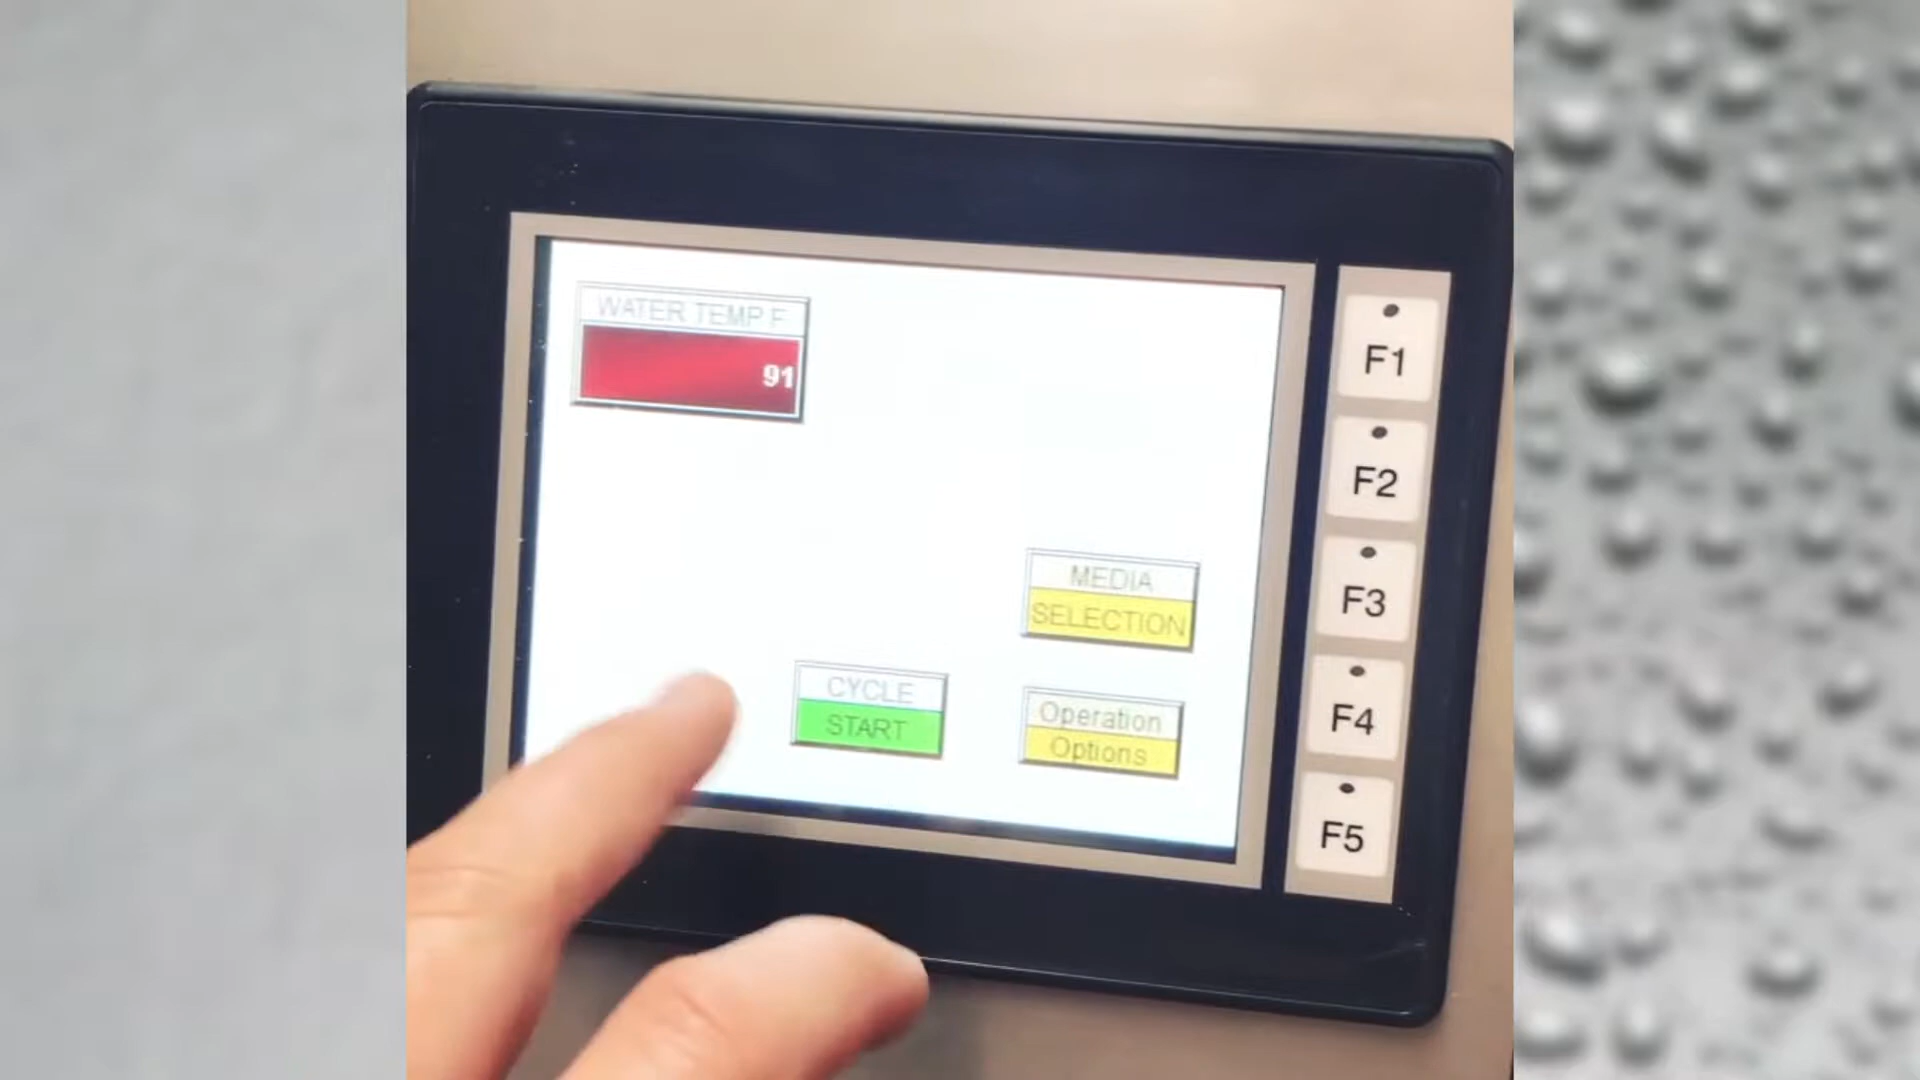 WATER TEMP F
91
MEDIA
SELECTION
CYCLE
START
Operation
Options
F1
F2
F3
F4
F5